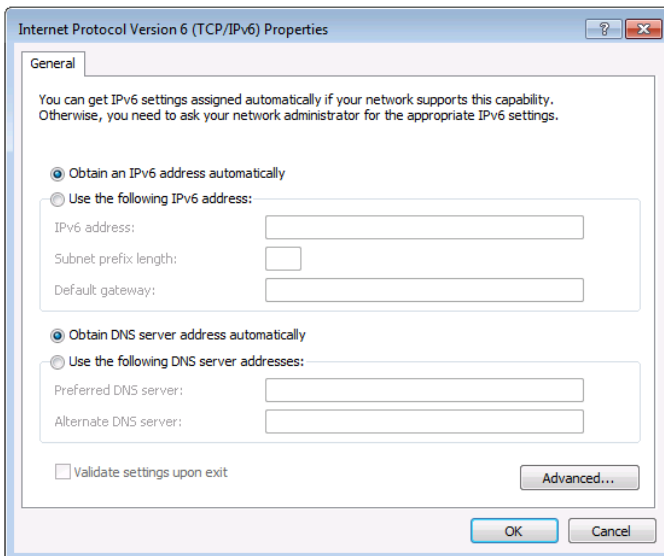 Internet Protocol Version 6 (TCP/IPv6) Properties
?
General
You can get IPv6 settings assigned automatically if your network supports this capability.
Otherwise, you need to ask your network administrator for the appropriate IPv6 settings.
Obtain an IPv6 address automatically
Use the following IPv6 address:
IPv6 address:
Subnet prefix length:
Default gateway:
Obtain DNS server address automatically
Use the following DNS server addresses:
Preferred DNS server:
Alternate DNS server:
Validate settings upon exit
Advanced...
OK Cancel